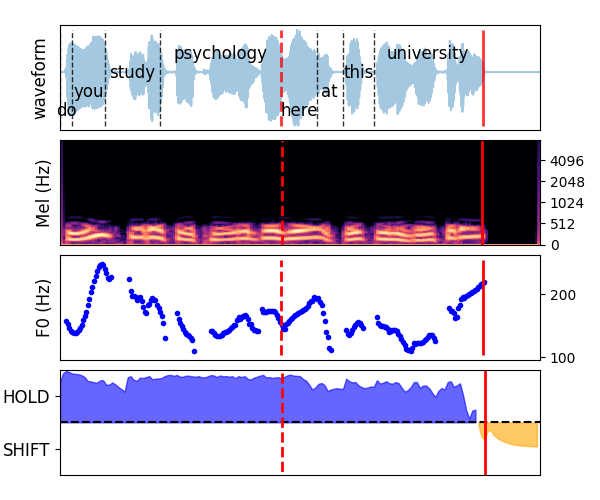 waveform
do
you
study
psychology
here
at
this
university
Mel (Hz)
4096
2048
1024
512
0
F0 (Hz)
200
100
HOLD
SHIFT